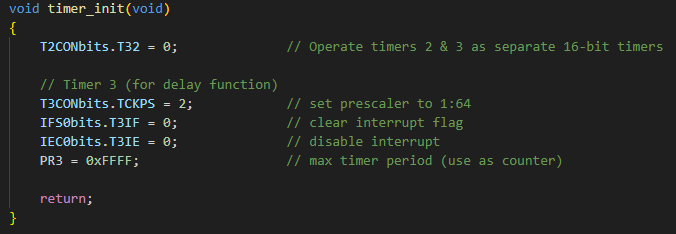 void timer_init(void)
{
    T2CONbits.T32 = 0;              // Operate timers 2 & 3 as separate 16-bit timers
    // Timer 3 (for delay function)
    T3CONbits.TCKPS = 2;            // set prescaler to 1:64
    IFS0bits.T3IF = 0;              // clear interrupt flag
    IEC0bits.T3IE = 0;              // disable interrupt
    PR3 = 0xFFFF;                   // max timer period (use as counter)
    return;
}